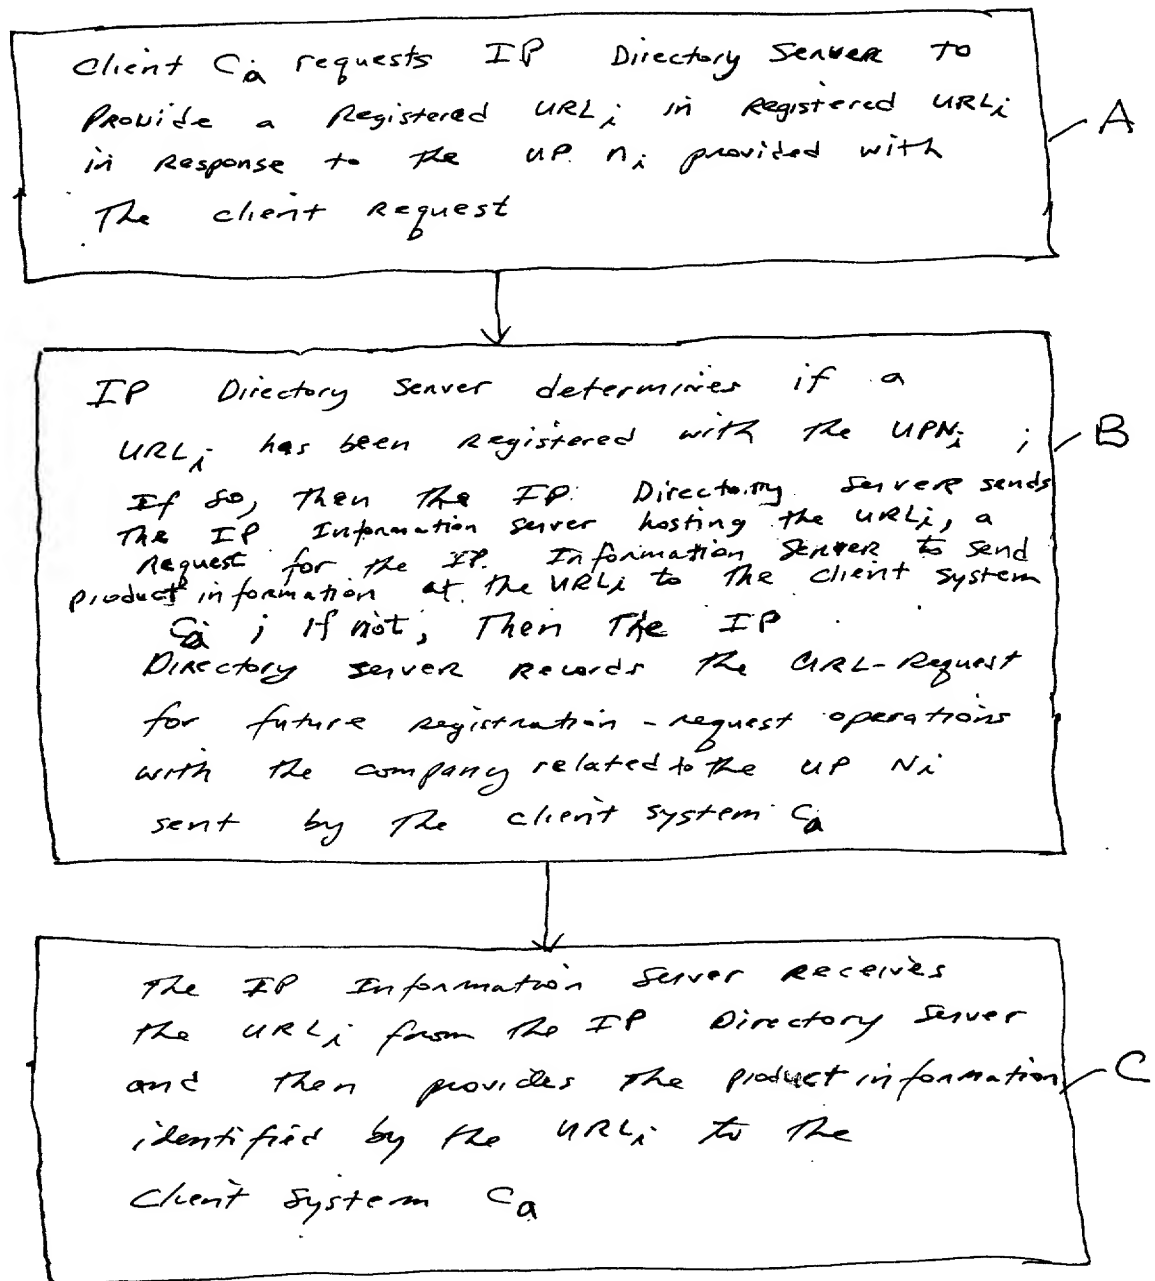 Client Ca requests IP Directory Server to
Provide a Registered URLi in Registered URLi
in Response to the UP ni provided with
The client Request
A
IP Directory Server determines if a
URLi has been Registered with the UPNi ;
If so, then the IP Directory Server sends
The IP Information Server hosting the URLi, a
Request for the IP Information Server to send
product information at the URLi to the client system
Ca ; if not, Then The IP
Directory server Records the URL-Request
for future Registration-request operations
with the company related to the UP Ni
sent by the client system Ca
B
The IP Information Server Receives
the URLi from the IP Directory Server
and then provides the product information
identified by the URLi to the
Client System Ca
C